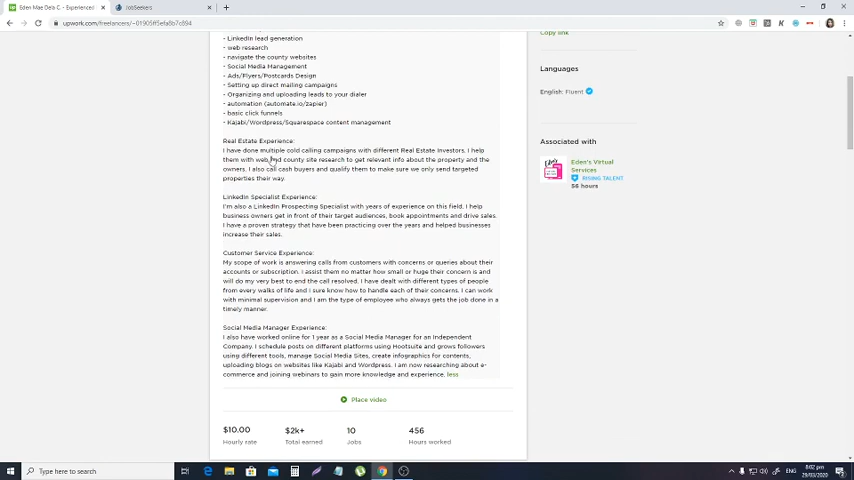 Eden Mae Dela C. - Experienced
JobSeekers
upwork.com/freelancers/~01905ff5efa8b7c894
- LinkedIn lead generation
- web research
- navigate the county websites
- Social Media Management
- Ads/Flyers/Postcards Design
- Setting up direct mailing campaigns
- Organizing and uploading leads to your dialer
- automation (automate.io/zapier)
- basic click funnels
- Kajabi/Wordpress/Squarespace content management
Real Estate Experience:
I have done multiple cold calling campaigns with different Real Estate Investors. I help
them with web and county site research to get relevant info about the property and the
owners. I also call cash buyers and qualify them to make sure we only send targeted
properties their way.
LinkedIn Specialist Experience:
I'm also a LinkedIn Prospecting Specialist with years of experience on this field. I help
business owners get in front of their target audiences, book appointments and drive sales.
I have a proven strategy that have been practicing over the years and helped businesses
increase their sales.
Customer Service Experience:
My scope of work is answering calls from customers with concerns or queries about their
accounts or subscription. I assist them no matter how small or huge their concern is and
will do my very best to end the call resolved. I have dealt with different types of people
from every walks of life and I sure know how to handle each of their concerns. I can work
with minimal supervision and I am the type of employee who always gets the job done in a
timely manner.
Social Media Manager Experience:
I also have worked online for 1 year as a Social Media Manager for an Independent
Company. I schedule posts on different platforms using Hootsuite and grows followers
using different tools, manage Social Media Sites, create infographics for contents,
uploading blogs on websites like Kajabi and Wordpress. I am now researching about e-
commerce and joining webinars to gain more knowledge and experience. less
Place video
$10.00
Hourly rate
$2k+
Total earned
10
Jobs
456
Hours worked
Copy link
Languages
English: Fluent
Associated with
Eden's Virtual
Services
RISING TALENT
56 hours
Type here to search
ENG
8:02 pm
29/03/2020